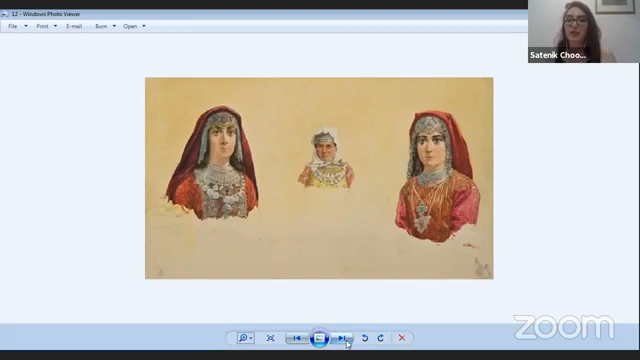 12 - Windows Photo Viewer
File Print E-mail Burn Open
Satenik Choo...
zoom